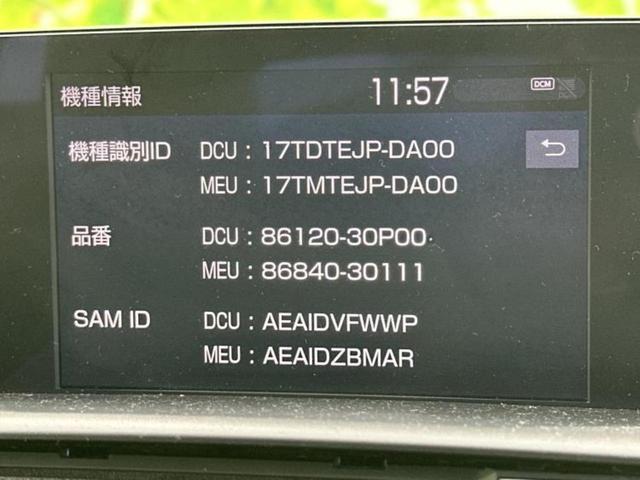 機種情報 11:57 DCM
機種識別ID DCU : 17TDTEJP-DA00
MEU : 17TMTEJP-DA00
品番 DCU : 86120-30P00
MEU : 86840-30111
SAM ID DCU : AEAIDVFWWP
MEU : AEAIDZBMAR